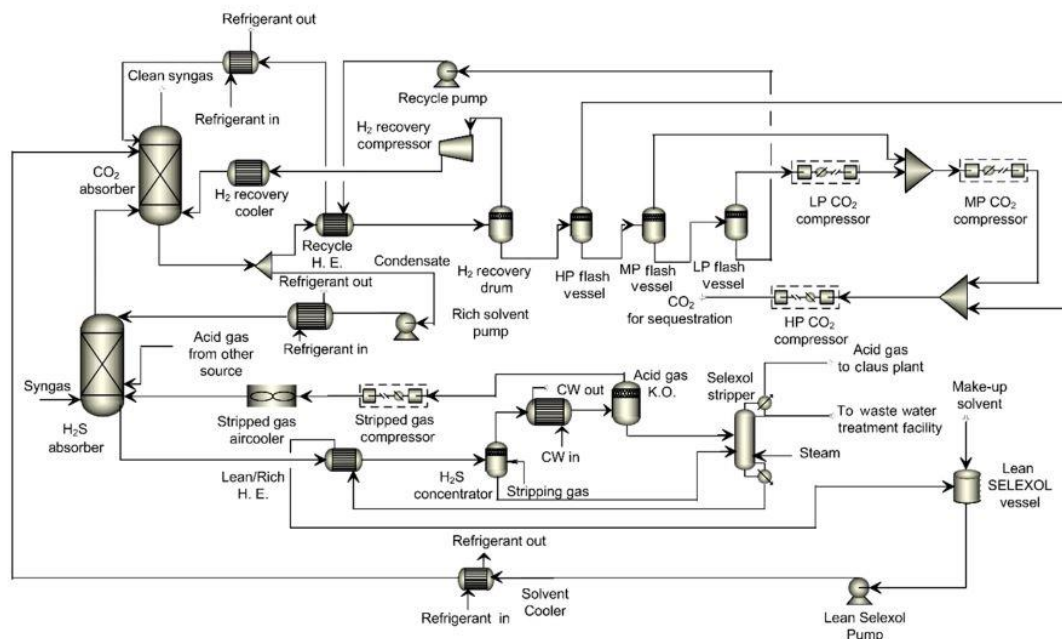 Refrigerant out
Clean syngas
Refrigerant in
Recycle pump
H2 recovery
compressor
CO2
absorber
H2 recovery
cooler
LP CO2
compressor
MP CO2
compressor
Recycle
H. E.
Condensate
H2 recovery
drum
HP flash
vessel
MP flash
vessel
LP flash
vessel
Refrigerant out
Rich solvent
pump
CO2
for sequestration
HP CO2
compressor
Refrigerant in
Acid gas
from other
source
Syngas
H2S
absorber
Stripped gas
aircooler
Stripped gas
compressor
CW out
CW in
Acid gas
K.O.
Selexol
stripper
Acid gas
to claus plant
To waste water
treatment facility
Steam
Make-up
solvent
Lean/Rich
H. E.
H2S
concentrator
Stripping gas
Lean
SELEXOL
vessel
Refrigerant out
Refrigerant in
Solvent
Cooler
Lean Selexol
Pump